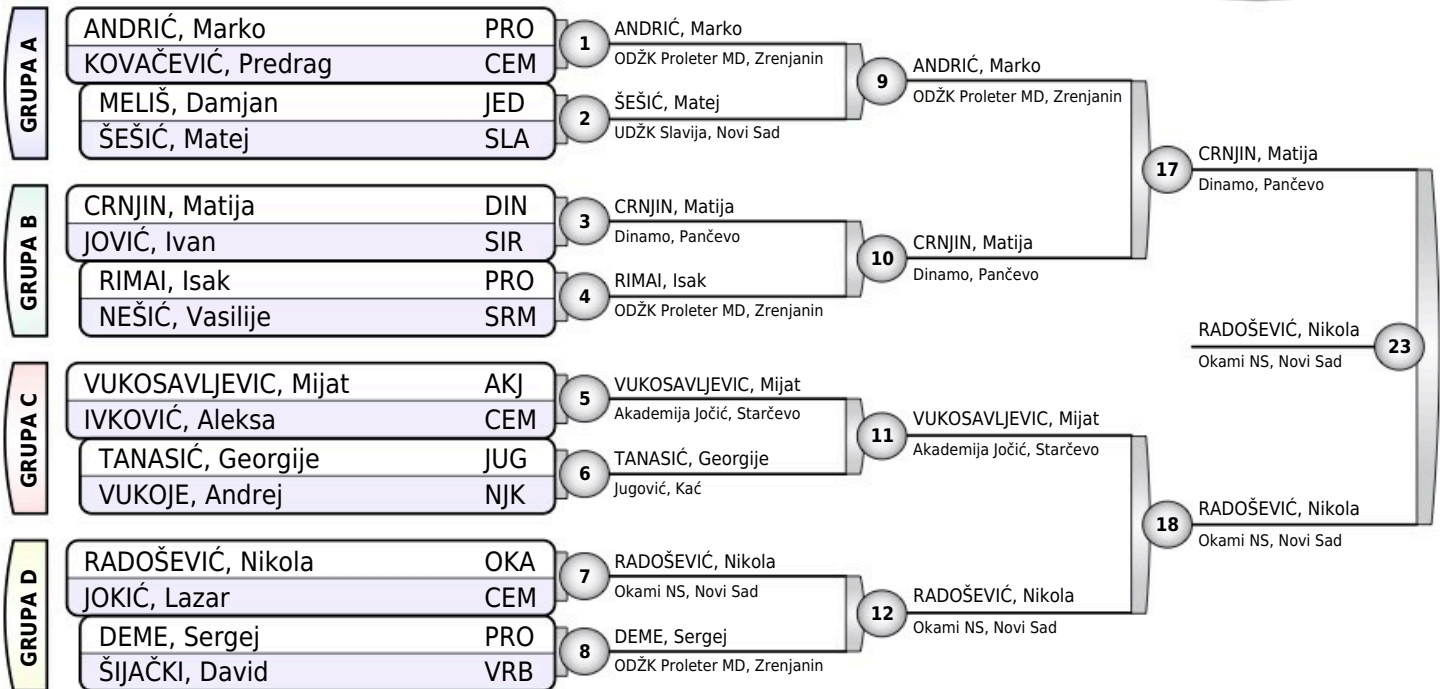 GRUPA A
ANDRIĆ, Marko PRO
KOVAČEVIĆ, Predrag CEM
MELIŠ, Damjan JED
ŠEŠIĆ, Matej SLA
GRUPA B
CRNJIN, Matija DIN
JOVIĆ, Ivan SIR
RIMAI, Isak PRO
NEŠIĆ, Vasilije SRM
GRUPA C
VUKOSAVLJEVIC, Mijat AKJ
IVKOVIĆ, Aleksa CEM
TANASIĆ, Georgije JUG
VUKOJE, Andrej NJK
GRUPA D
RADOŠEVIĆ, Nikola OKA
JOKIĆ, Lazar CEM
DEME, Sergej PRO
ŠIJAČKI, David VRB
1
ANDRIĆ, Marko
ODŽK Proleter MD, Zrenjanin
2
ŠEŠIĆ, Matej
UDŽK Slavija, Novi Sad
3
CRNJIN, Matija
Dinamo, Pančevo
4
RIMAI, Isak
ODŽK Proleter MD, Zrenjanin
5
VUKOSAVLJEVIC, Mijat
Akademija Jočić, Starčevo
6
TANASIĆ, Georgije
Jugović, Kać
7
RADOŠEVIĆ, Nikola
Okami NS, Novi Sad
8
DEME, Sergej
ODŽK Proleter MD, Zrenjanin
9
ANDRIĆ, Marko
ODŽK Proleter MD, Zrenjanin
10
CRNJIN, Matija
Dinamo, Pančevo
11
VUKOSAVLJEVIC, Mijat
Akademija Jočić, Starčevo
12
RADOŠEVIĆ, Nikola
Okami NS, Novi Sad
17
CRNJIN, Matija
Dinamo, Pančevo
18
RADOŠEVIĆ, Nikola
Okami NS, Novi Sad
RADOŠEVIĆ, Nikola
Okami NS, Novi Sad
23